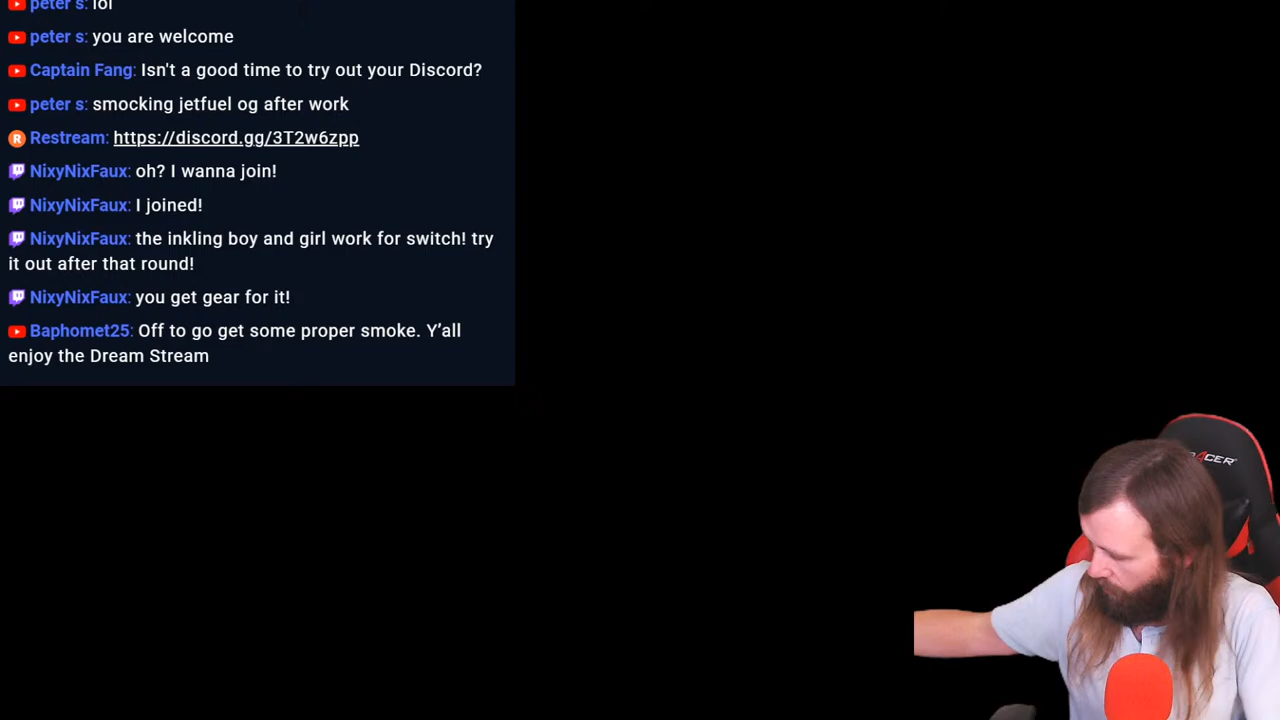 peter s: lol
peter s: you are welcome
Captain Fang: Isn't a good time to try out your Discord?
peter s: smocking jetfuel og after work
Restream: https://discord.gg/3T2w6zpp
NixyNixFaux: oh? I wanna join!
NixyNixFaux: I joined!
NixyNixFaux: the inkling boy and girl work for switch! try
it out after that round!
NixyNixFaux: you get gear for it!
Baphomet25: Off to go get some proper smoke. Y’all
enjoy the Dream Stream